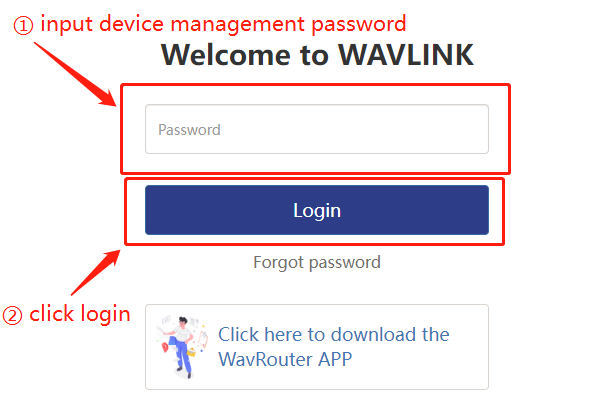 ① input device management password
Welcome to WAVLINK
Password
Login
Forgot password
② click login
Click here to download the
WavRouter APP